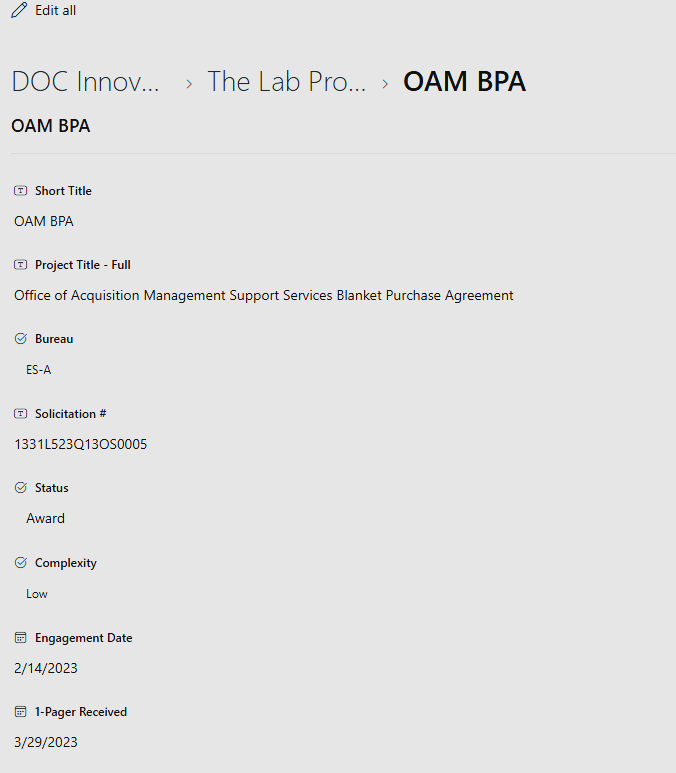 Edit all
DOC Innov... > The Lab Pro... > OAM BPA
OAM BPA
Short Title
OAM BPA
Project Title - Full
Office of Acquisition Management Support Services Blanket Purchase Agreement
Bureau
ES-A
Solicitation #
1331L523Q13OS0005
Status
Award
Complexity
Low
Engagement Date
2/14/2023
1-Pager Received
3/29/2023